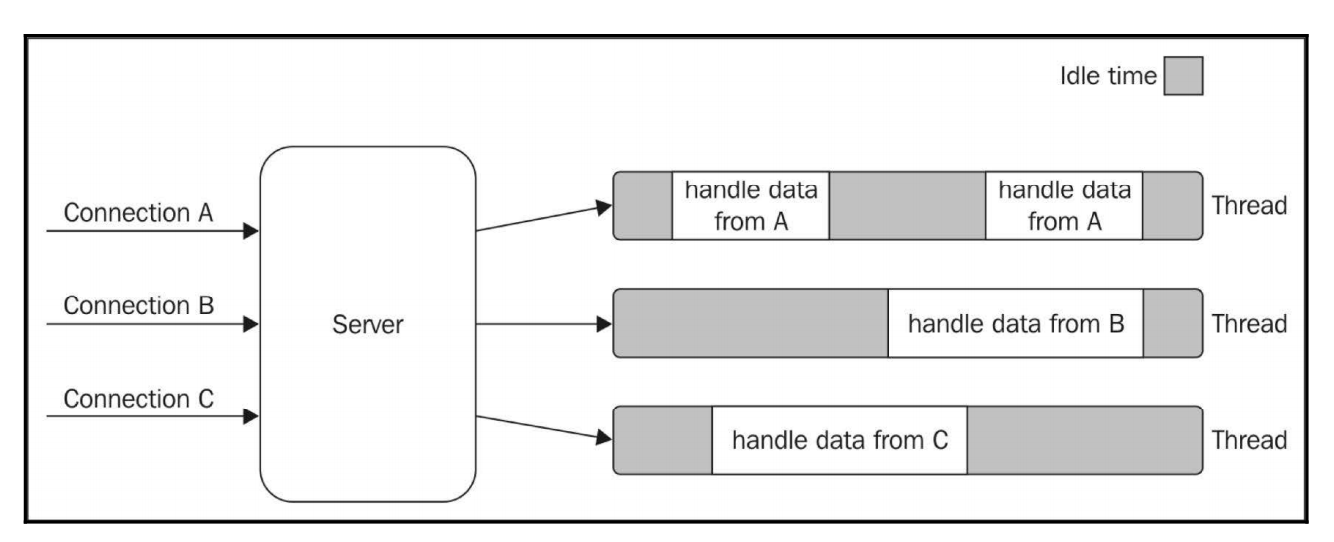 Idle time
Connection A
handle data
from A
handle data
from A
Thread
Connection B
Server
handle data from B
Thread
Connection C
handle data from C
Thread